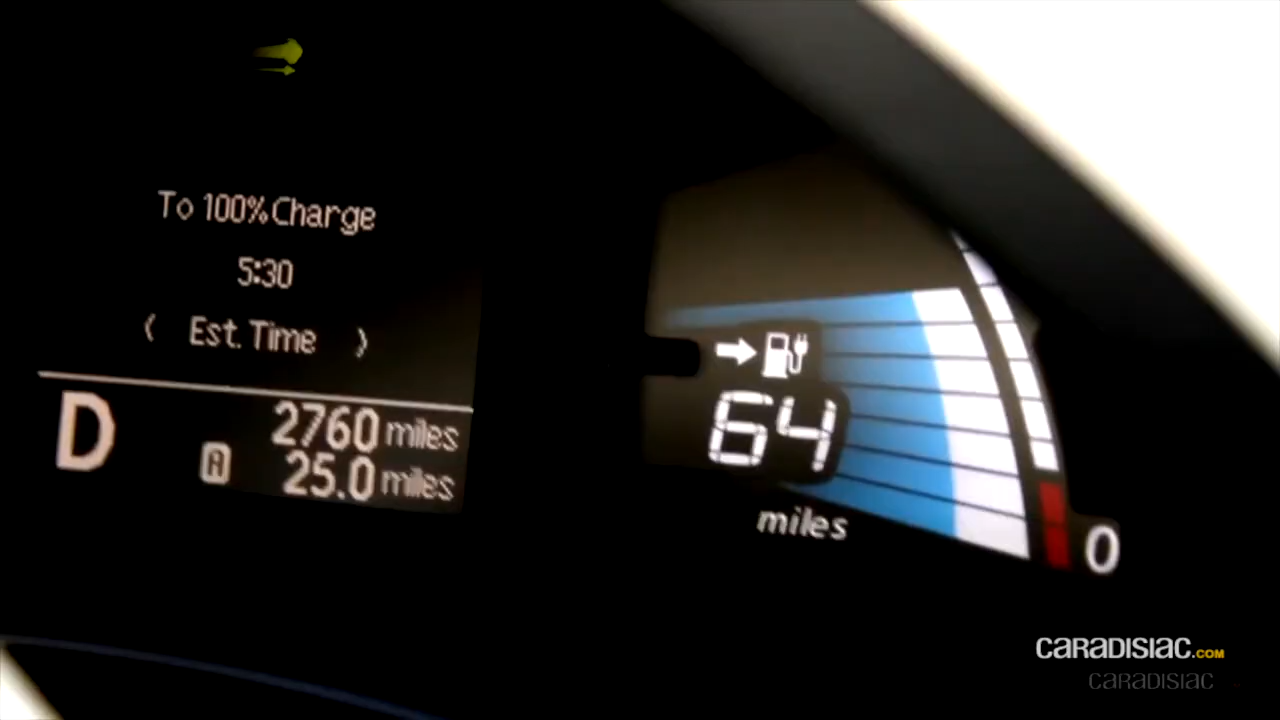 To 100% Charge
5:30
‹ Est. Time ›
D
2760 miles
A 25.0 miles
64
miles
0
CARADISIAC.COM
CARADISIAC